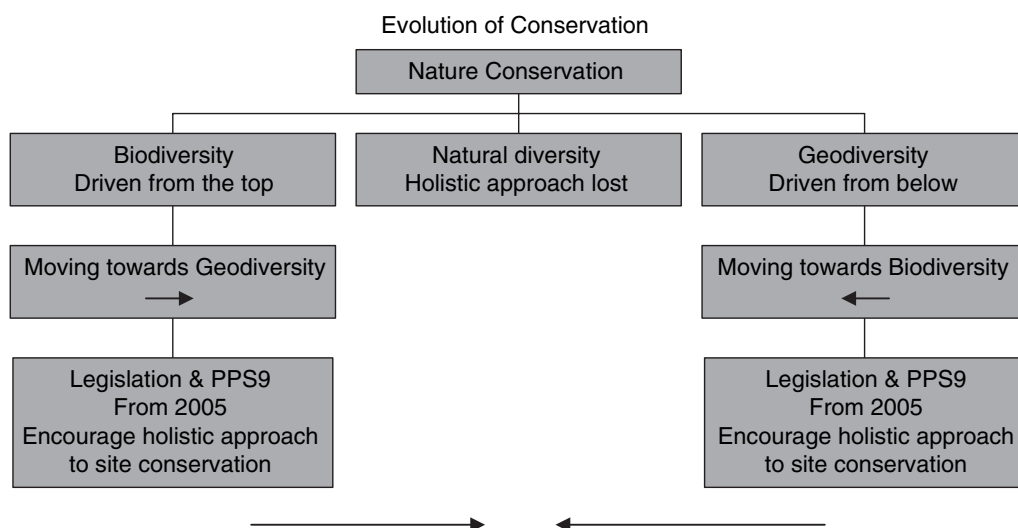 Evolution of Conservation
Nature Conservation
Biodiversity
Driven from the top
Natural diversity
Holistic approach lost
Geodiversity
Driven from below
Moving towards Geodiversity
Moving towards Biodiversity
Legislation & PPS9
From 2005
Encourage holistic approach
to site conservation
Legislation & PPS9
From 2005
Encourage holistic approach
to site conservation